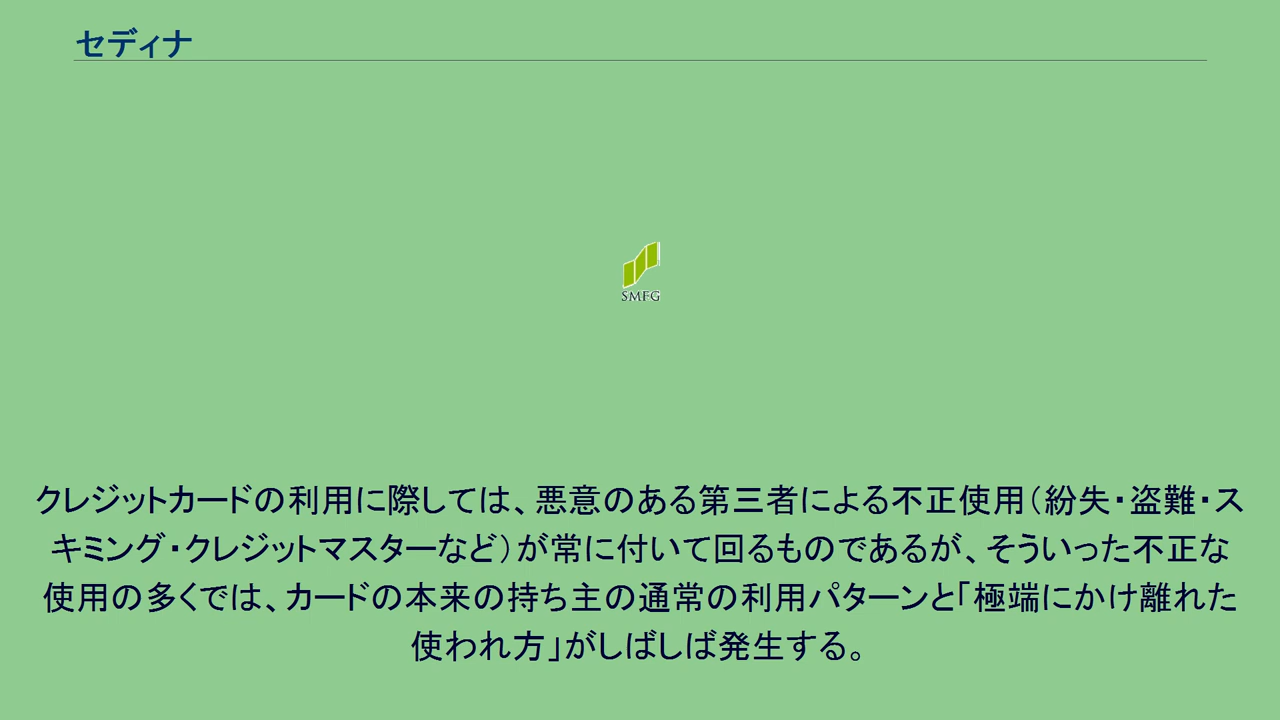 セディナ
SMFG
クレジットカードの利用に際しては、悪意のある第三者による不正使用（紛失・盗難・ス
キミング・クレジットマスターなど）が常に付いて回るものであるが、そういった不正な
使用の多くでは、カードの本来の持ち主の通常の利用パターンと「極端にかけ離れた
使われ方」がしばしば発生する。